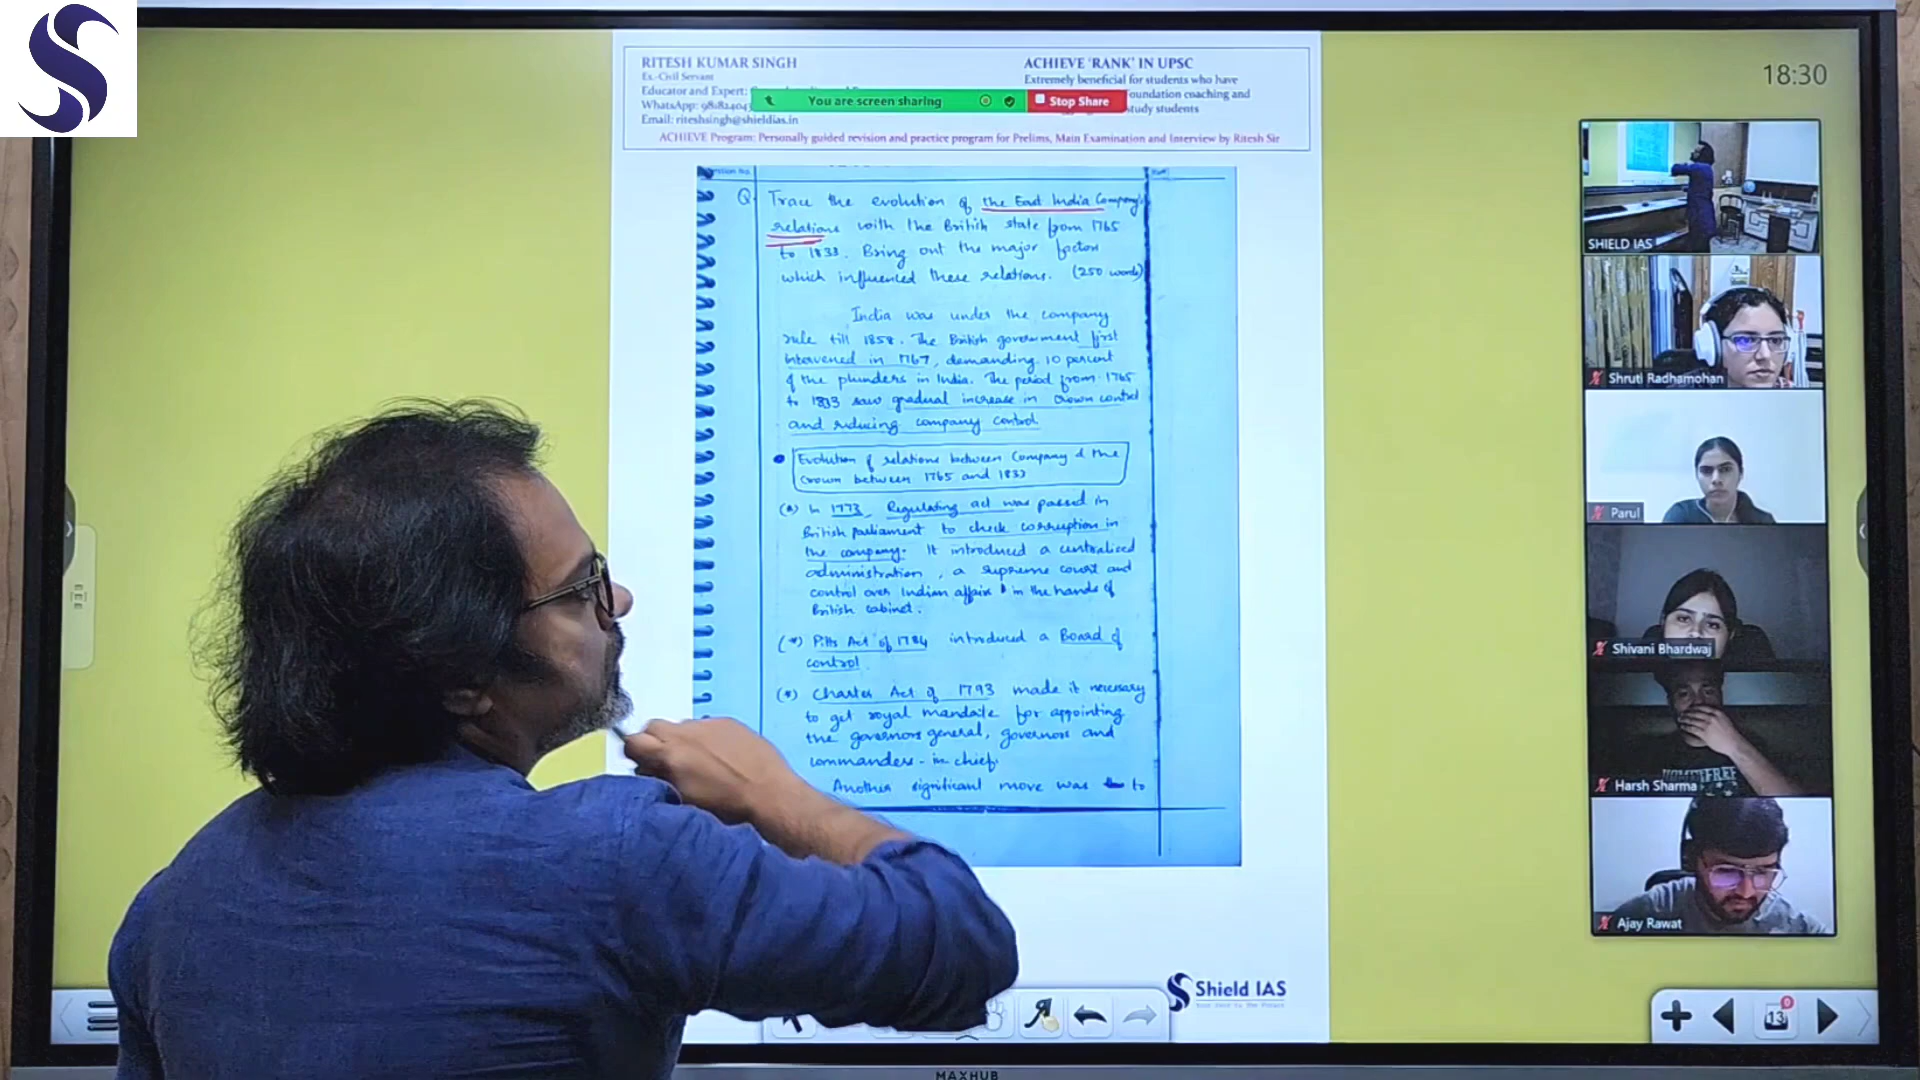 RITESH KUMAR SINGH
Ex.-Civil Servant
Educator and Expert:
WhatsApp: 9818240
Email: riteshsingh@shieldias.in
ACHIEVE 'RANK' IN UPSC
Extremely beneficial for students who have
foundation coaching and
study students
You are screen sharing
Stop Share
ACHIEVE Program: Personally guided revision and practice program for Prelims, Main Examination and Interview by Ritesh Sir
18:30
Q. Trace the evolution of the East India Company's
relations with the British state from 1765
to 1833. Bring out the major factors
which influenced these relations. (250 words)
India was under the company
rule till 1858. The British government first
intervened in 1767, demanding 10 percent
of the plunders in India. The period from 1765
to 1833 saw gradual increase in crown control
and reducing company control.
Evolution of relations between Company & the
Crown between 1765 and 1833
(*) In 1773, Regulating act was passed in
British parliament to check corruption in
the company. It introduced a centralised
administration, a supreme court and
control over Indian affairs in the hands of
British cabinet.
(*) Pitts Act of 1784 introduced a Board of
control.
(*) Charter Act of 1793 made it necessary
to get royal mandate for appointing
the governors general, governors and
commanders-in chief.
Another significant move was to
SHIELD IAS
Shruti Radhamohan
Parul
Shivani Bhardwaj
HOMETREE
Harsh Sharma
Ajay Rawat
Shield IAS
13
0
MAXHUB